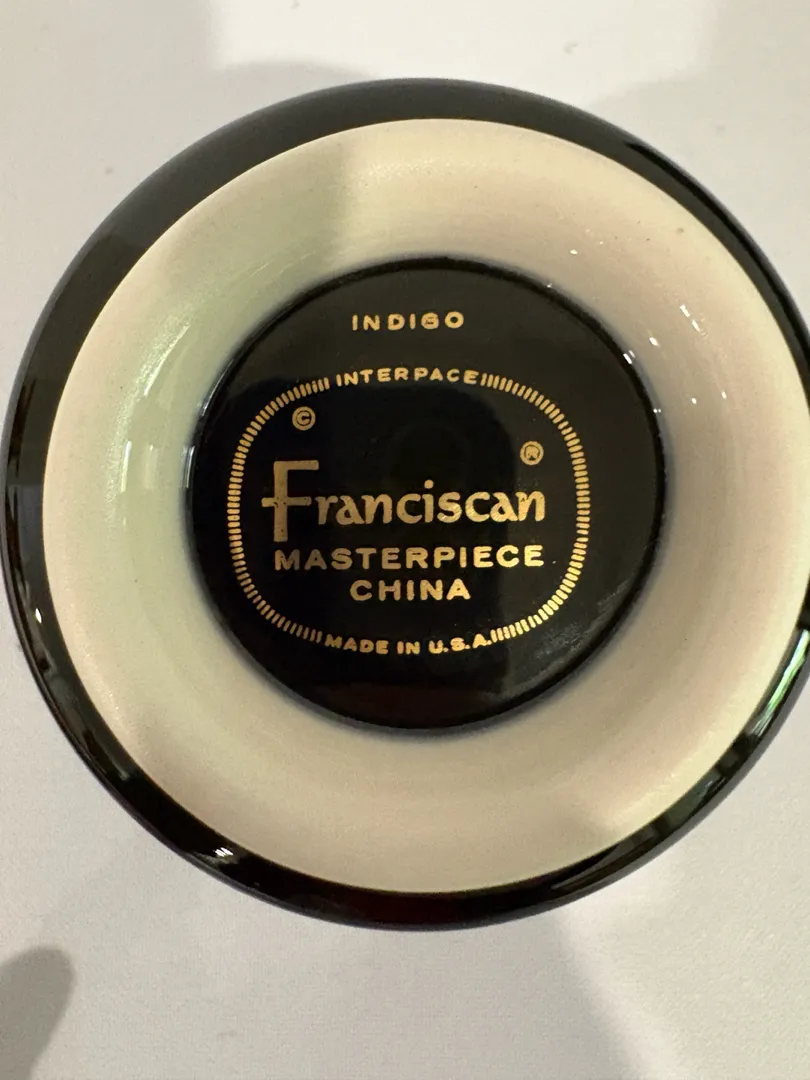 INDIGO
INTERPACE
©
®
Franciscan
MASTERPIECE
CHINA
MADE IN U.S.A.